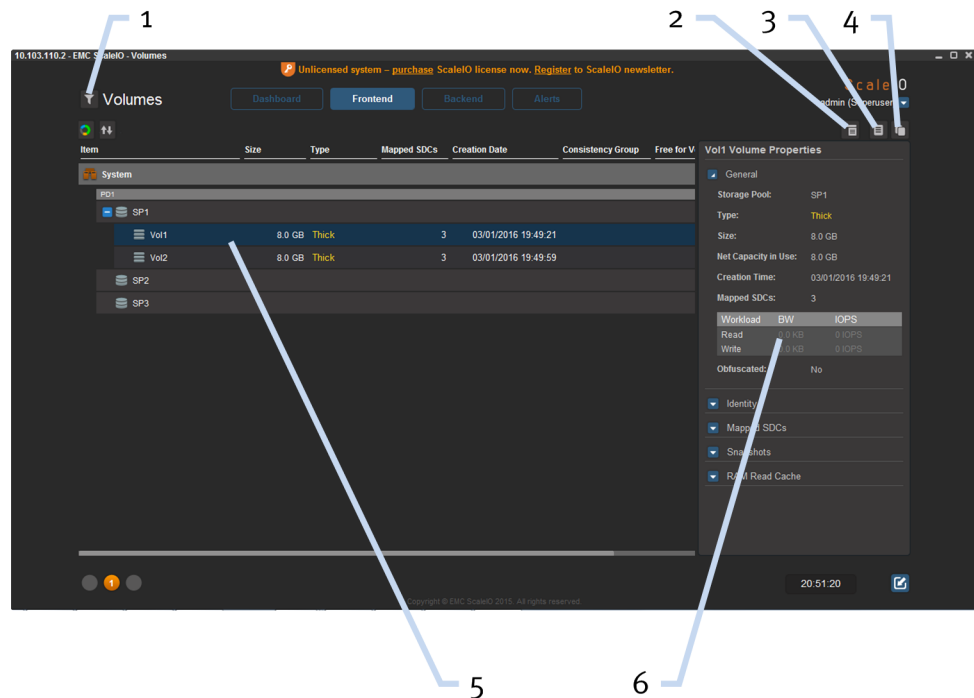 1
2
3
4
10.103.110.2 - EMC ScaleIO - Volumes
Unlicensed system – purchase ScaleIO license now. Register to ScaleIO newsletter.
ScaleIO
Volumes
Dashboard
Frontend
Backend
Alerts
admin (Superuser)
Item
Size
Type
Mapped SDCs
Creation Date
Consistency Group
Free for V
System
PD1
SP1
Vol1 8.0 GB Thick 3 03/01/2016 19:49:21
Vol2 8.0 GB Thick 3 03/01/2016 19:49:59
SP2
SP3
Vol1 Volume Properties
General
Storage Pool: SP1
Type: Thick
Size: 8.0 GB
Net Capacity in Use: 8.0 GB
Creation Time: 03/01/2016 19:49:21
Mapped SDCs: 3
Workload BW IOPS
Read 0.0 KB 0 IOPS
Write 0.0 KB 0 IOPS
Obfuscated: No
Identity
Mapped SDCs
Snapshots
RAM Read Cache
1
20:51:20
Copyright © EMC ScaleIO 2015. All rights reserved.
5
6